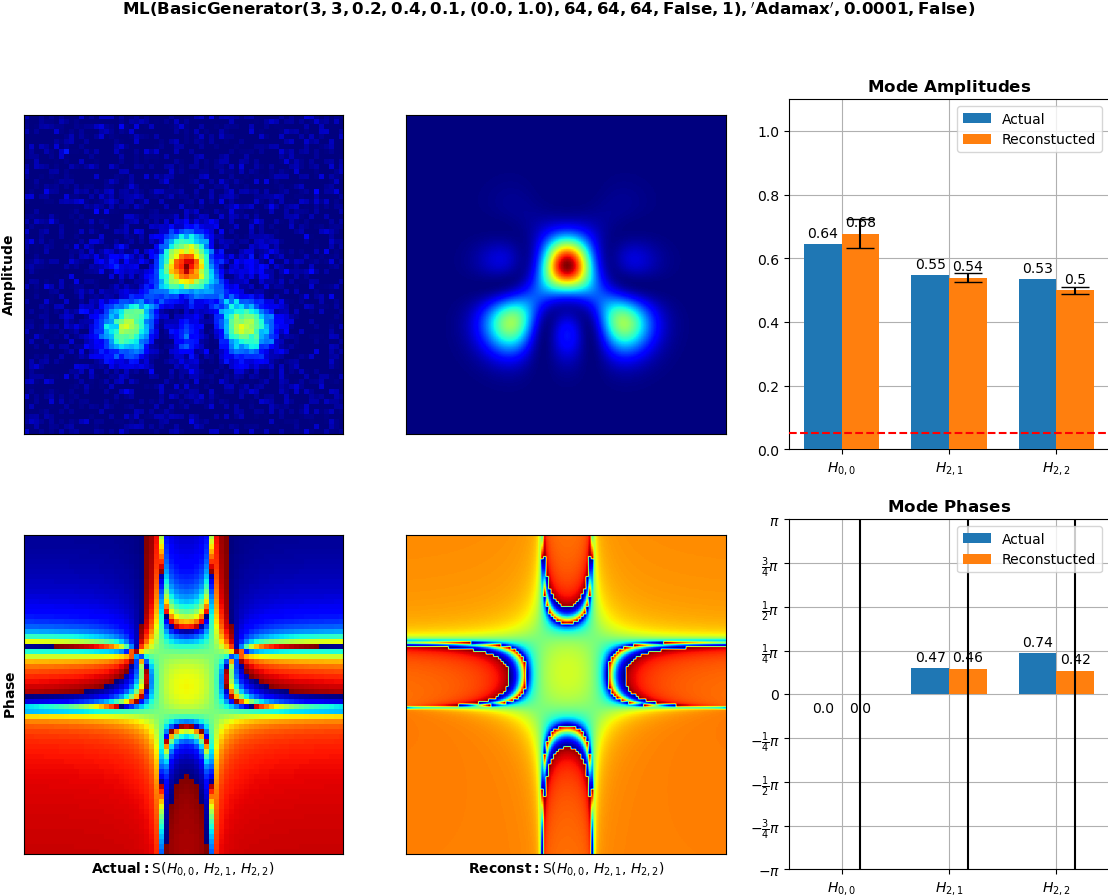 ML(BasicGenerator(3, 3, 0.2, 0.4, 0.1, (0.0, 1.0), 64, 64, 64, False, 1), ′Adamax′, 0.0001, False)
Amplitude
Mode Amplitudes
Actual
Reconstucted
1.0
0.8
0.6
0.4
0.2
0.0
0.64
0.68
0.55
0.54
0.53
0.5
H0,0
H2,1
H2,2
Phase
Actual: S(H0,0, H2,1, H2,2)
Reconst: S(H0,0, H2,1, H2,2)
Mode Phases
Actual
Reconstucted
π
3/4π
1/2π
1/4π
0
−1/4π
−1/2π
−3/4π
−π
0.0
0.0
0.47
0.46
0.74
0.42
H0,0
H2,1
H2,2